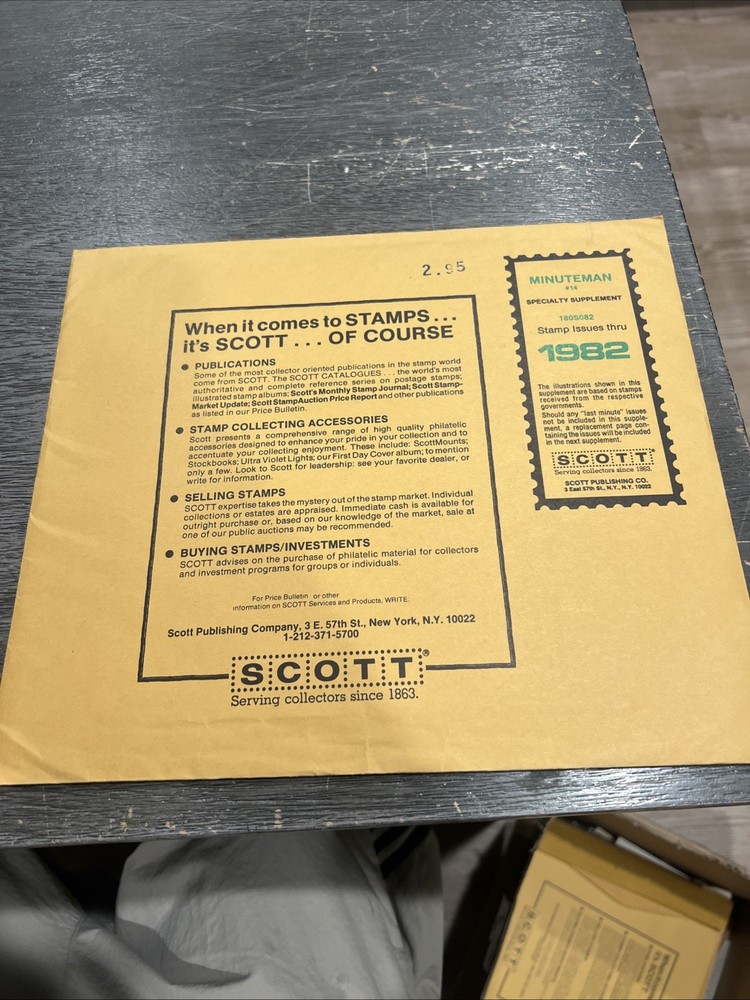 2.95
When it comes to STAMPS...
it's SCOTT . . . OF COURSE
● PUBLICATIONS
Some of the most collector oriented publications in the stamp world
come from SCOTT. The SCOTT CATALOGUES . . . the world's most
authoritative and complete reference series on postage stamps;
illustrated stamp albums; Scott's Monthly Stamp Journal; Scott Stamp-
Market Update; Scott StampAuction Price Report and other publications
as listed in our Price Bulletin.
● STAMP COLLECTING ACCESSORIES
Scott presents a comprehensive range of high quality philatelic
accessories designed to enhance your pride in your collection and to
accentuate your collecting enjoyment. These include: ScottMounts;
Stockbooks; Ultra Violet Lights; our First Day Cover album; to mention
only a few. Look to Scott for leadership: see your favorite dealer, or
write for information.
● SELLING STAMPS
SCOTT expertise takes the mystery out of the stamp market. Individual
collections or estates are appraised. Immediate cash is available for
outright purchase or, based on our knowledge of the market, sale at
one of our public auctions may be recommended.
● BUYING STAMPS/INVESTMENTS
SCOTT advises on the purchase of philatelic material for collectors
and investment programs for groups or individuals.
For Price Bulletin or other
information on SCOTT Services and Products, WRITE:
Scott Publishing Company, 3 E. 57th St., New York, N.Y. 10022
1-212-371-5700
SCOTT®
Serving collectors since 1863.
MINUTEMAN
#14
SPECIALTY SUPPLEMENT
180S082
Stamp Issues thru
1982
The illustrations shown in this
supplement are based on stamps
received from the respective
governments.
Should any "last minute" issues
not be included in this supple-
ment, a replacement page con-
taining the issues will be included
in the next supplement.
SCOTT®
Serving collectors since 1863.
SCOTT PUBLISHING CO.
3 East 57th St., N.Y., N.Y. 10022
SCOTT